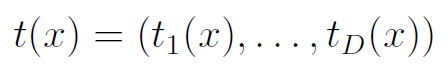 t(x) = (t_1(x), . . . , t_D(x))